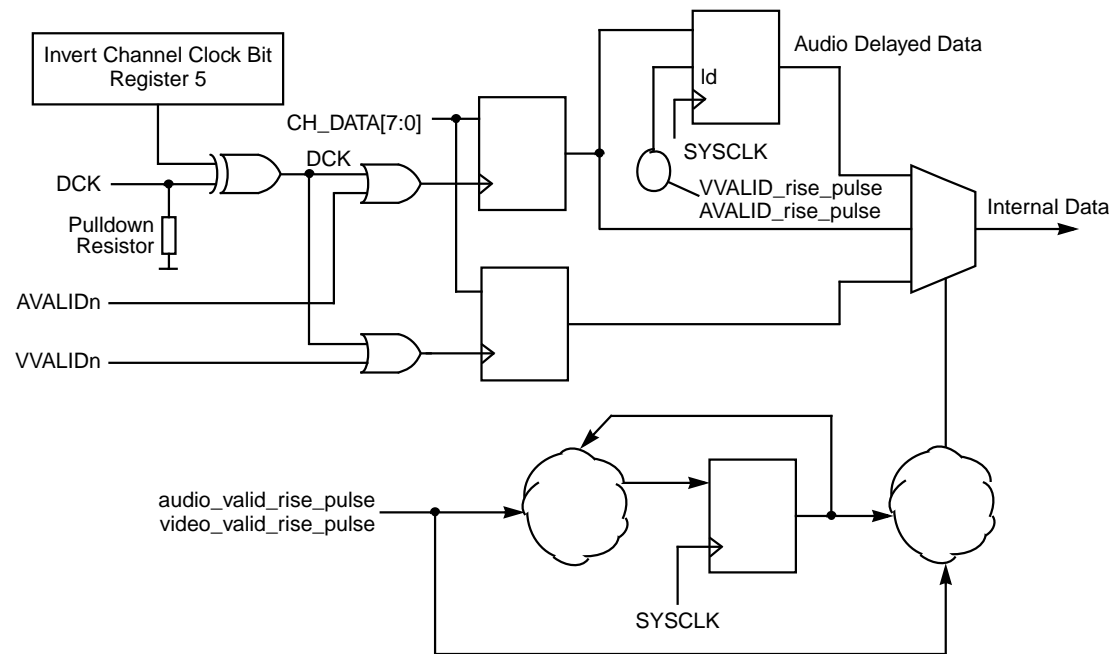 Invert Channel Clock Bit
Register 5
Audio Delayed Data
ld
CH_DATA[7:0]
SYSCLK
DCK
DCK
VVALID_rise_pulse
AVALID_rise_pulse
Internal Data
Pulldown
Resistor
AVALIDn
VVALIDn
audio_valid_rise_pulse
video_valid_rise_pulse
SYSCLK